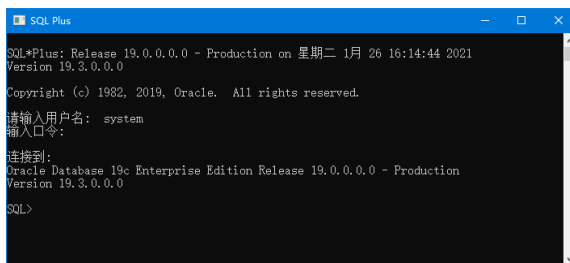 SQL Plus
SQL*Plus: Release 19.0.0.0.0 - Production on 星期二 1月 26 16:14:44 2021
Version 19.3.0.0.0
Copyright (c) 1982, 2019, Oracle.  All rights reserved.
请输入用户名:  system
输入口令:
连接到:
Oracle Database 19c Enterprise Edition Release 19.0.0.0.0 - Production
Version 19.3.0.0.0
SQL>